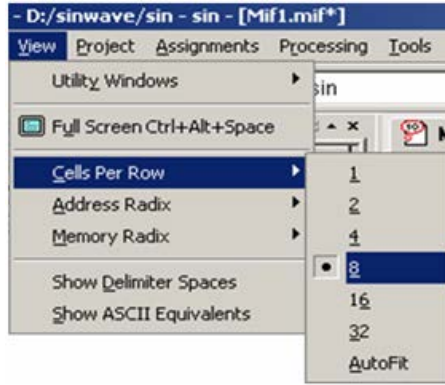 - D:/sinwave/sin - sin - [Mif1.mif*]
View Project Assignments Processing Tools
Utility Windows
sin
Full Screen Ctrl+Alt+Space
Cells Per Row
Address Radix
Memory Radix
Show Delimiter Spaces
Show ASCII Equivalents
1
2
4
8
16
32
AutoFit